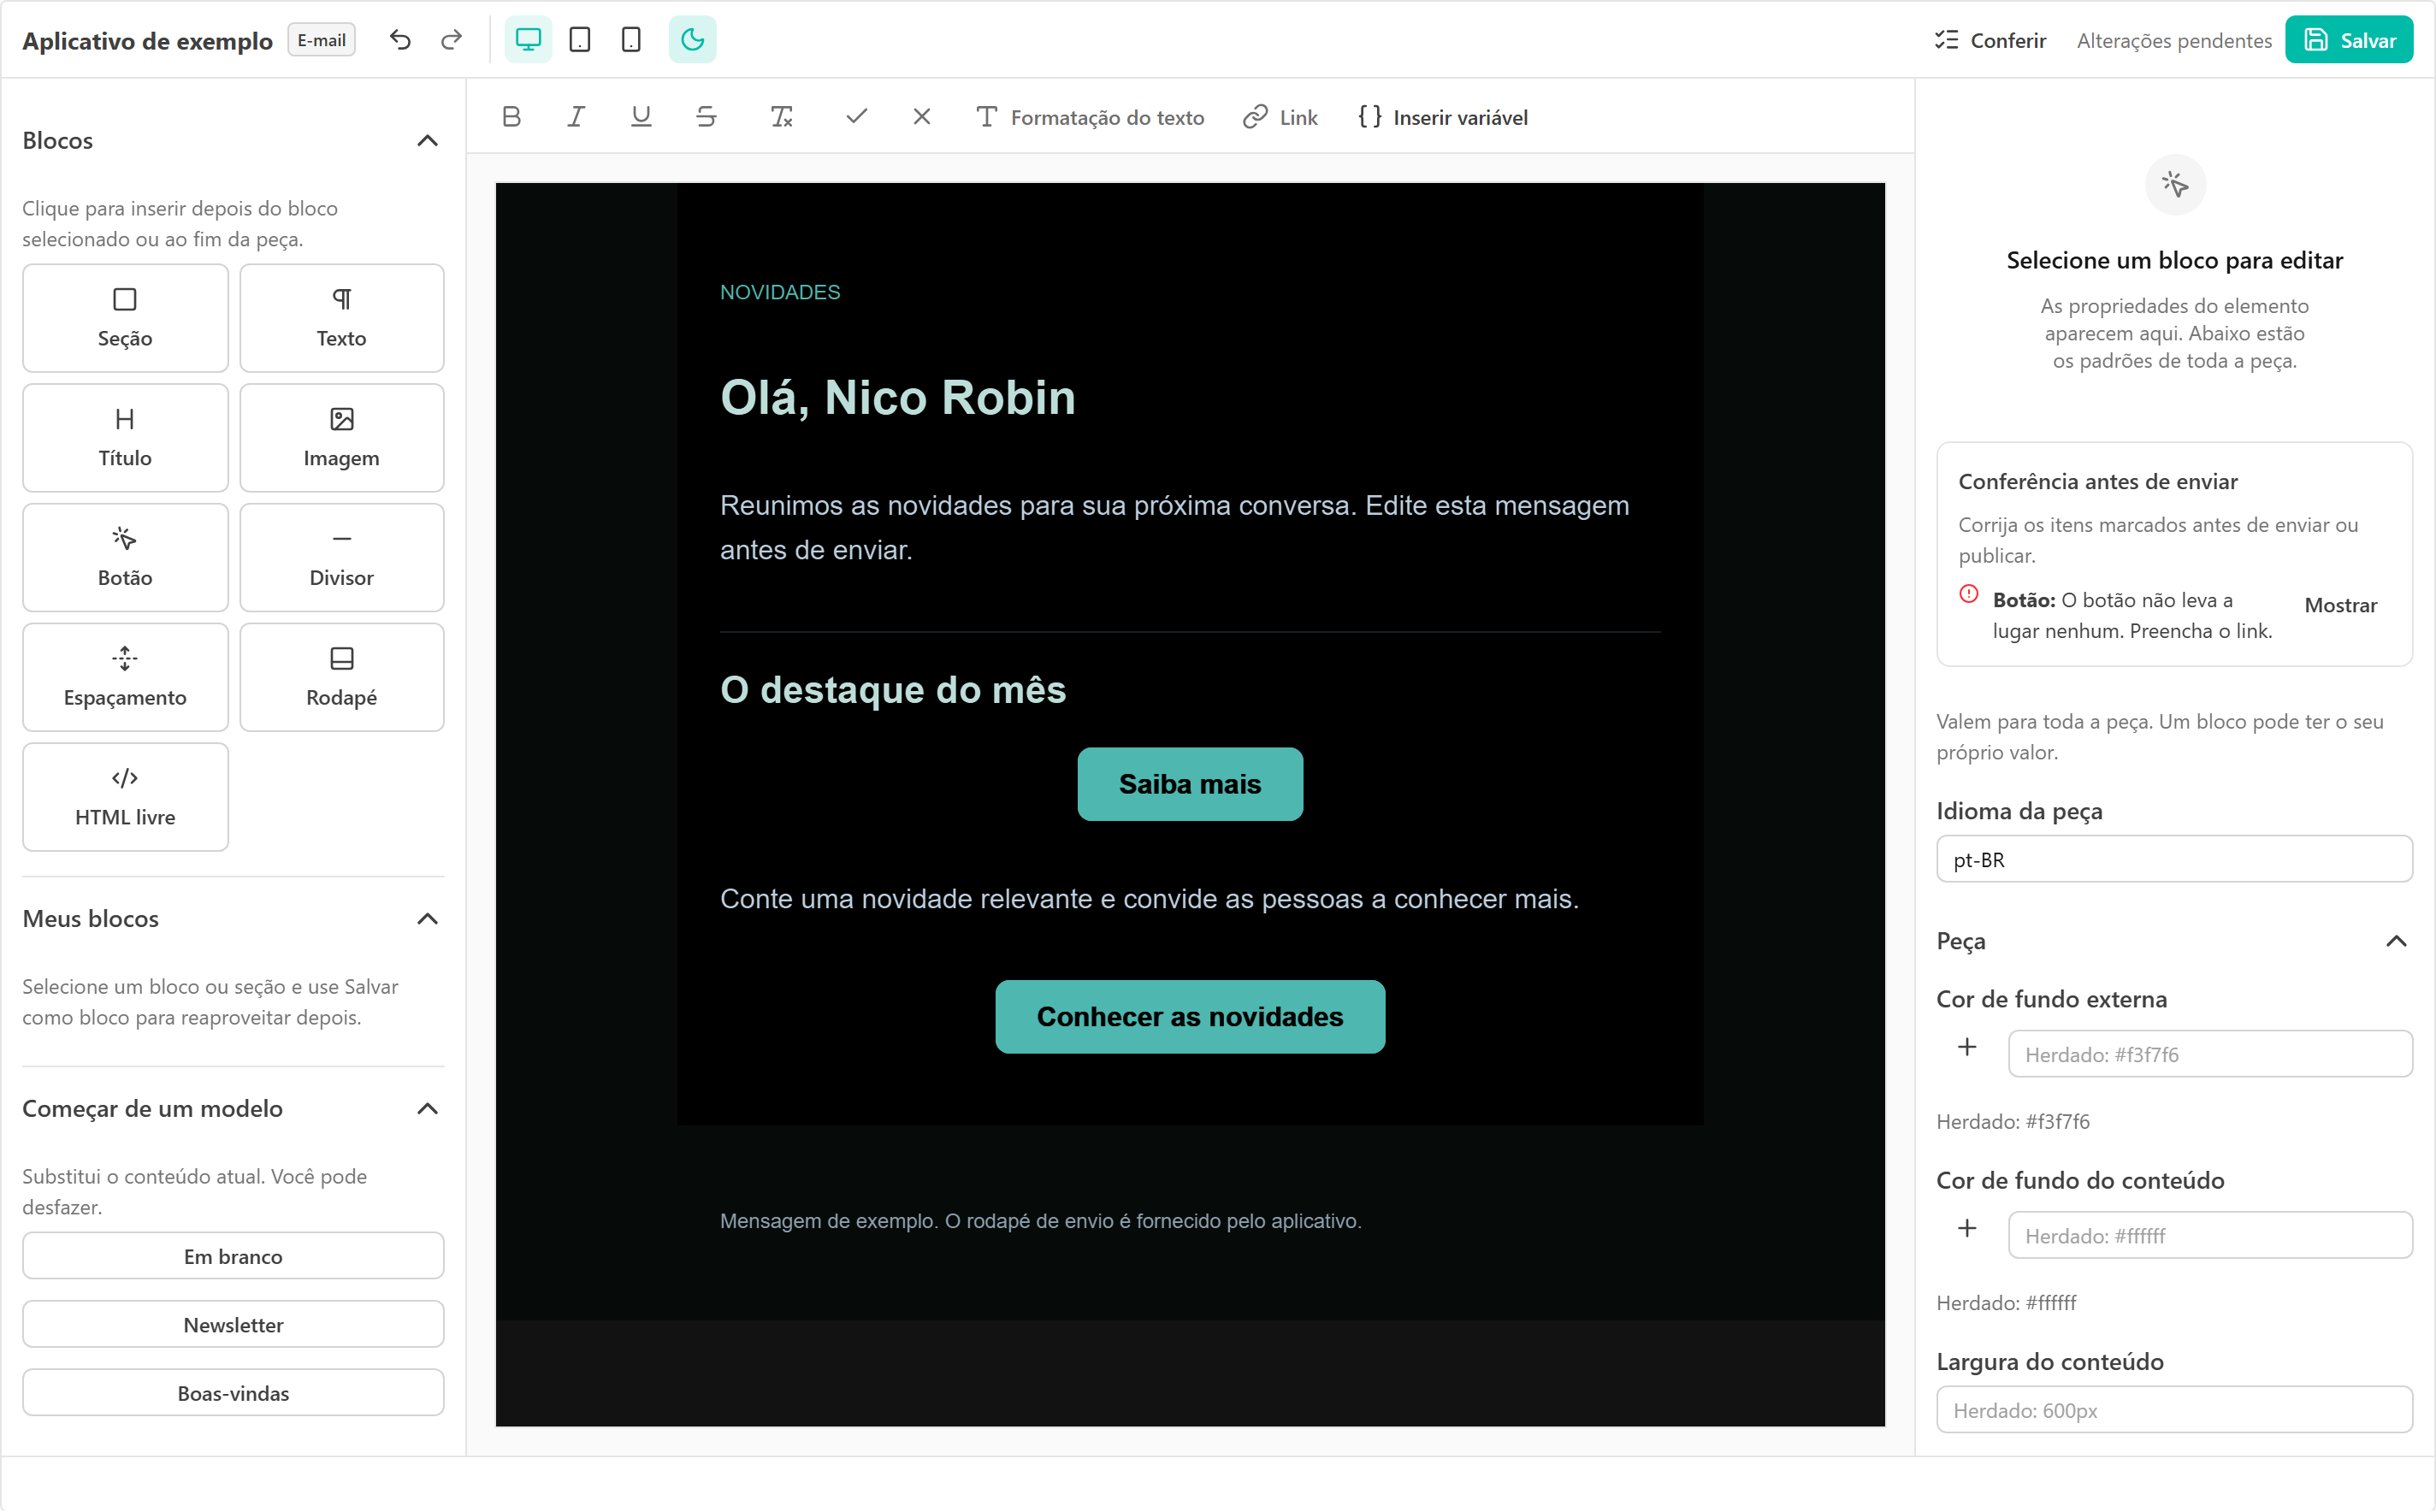 Aplicativo de exemplo
E-mail
Conferir
Alterações pendentes
Salvar
Blocos
Clique para inserir depois do bloco
selecionado ou ao fim da peça.
Seção
Texto
Título
Imagem
Botão
Divisor
Espaçamento
Rodapé
HTML livre
Meus blocos
Selecione um bloco ou seção e use Salvar
como bloco para reaproveitar depois.
Começar de um modelo
Substitui o conteúdo atual. Você pode
desfazer.
Em branco
Newsletter
Boas-vindas
Formatação do texto
Link
Inserir variável
NOVIDADES
Olá, Nico Robin
Reunimos as novidades para sua próxima conversa. Edite esta mensagem
antes de enviar.
O destaque do mês
Saiba mais
Conte uma novidade relevante e convide as pessoas a conhecer mais.
Conhecer as novidades
Mensagem de exemplo. O rodapé de envio é fornecido pelo aplicativo.
Selecione um bloco para editar
As propriedades do elemento
aparecem aqui. Abaixo estão
os padrões de toda a peça.
Conferência antes de enviar
Corrija os itens marcados antes de enviar ou
publicar.
Botão: O botão não leva a
lugar nenhum. Preencha o link.
Mostrar
Valem para toda a peça. Um bloco pode ter o seu
próprio valor.
Idioma da peça
pt-BR
Peça
Cor de fundo externa
Herdado: #f3f7f6
Herdado: #f3f7f6
Cor de fundo do conteúdo
Herdado: #ffffff
Herdado: #ffffff
Largura do conteúdo
Herdado: 600px